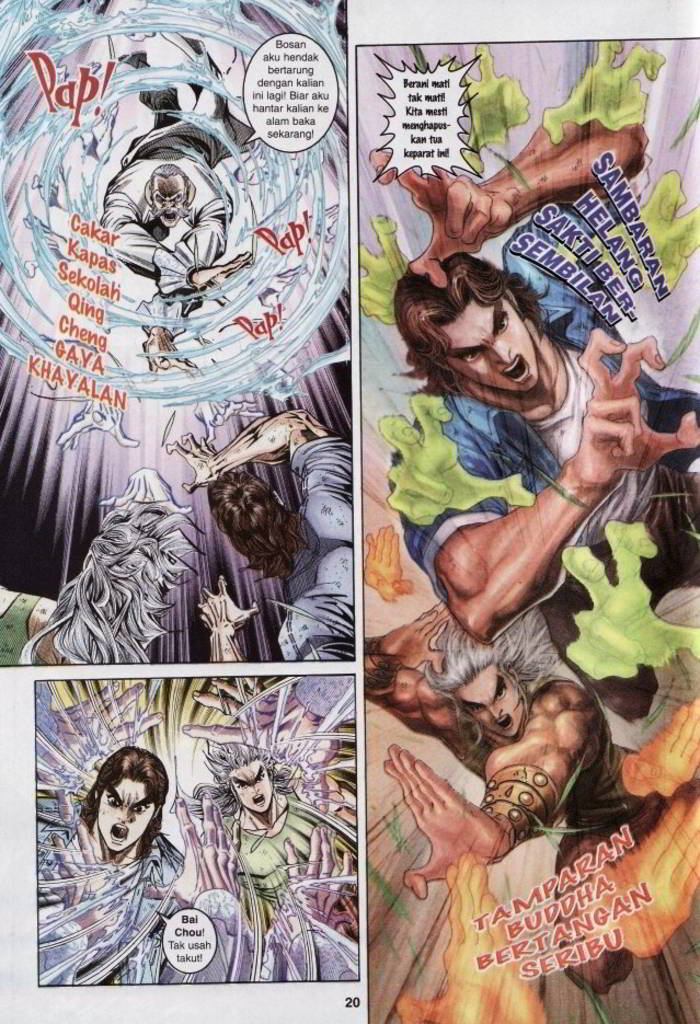 Pap!
Bosan
aku hendak
bertarung
dengan kalian
ini lagi! Biar aku
hantar kalian ke
alam baka
sekarang!
Cakar
Kapas
Sekolah
Qing
Cheng
GAYA
KHAYALAN
Pap!
Pap!
Bai
Chou!
Tak usah
takut!
Berani mati
tak mati!
Kita mesti
menghapus-
kan tua
keparat ini!
SAMBARAN
HELANG
SAKTI BER-
SEMBILAN
TAMPARAN
BUDDHA
BERTANGAN
SERIBU
20